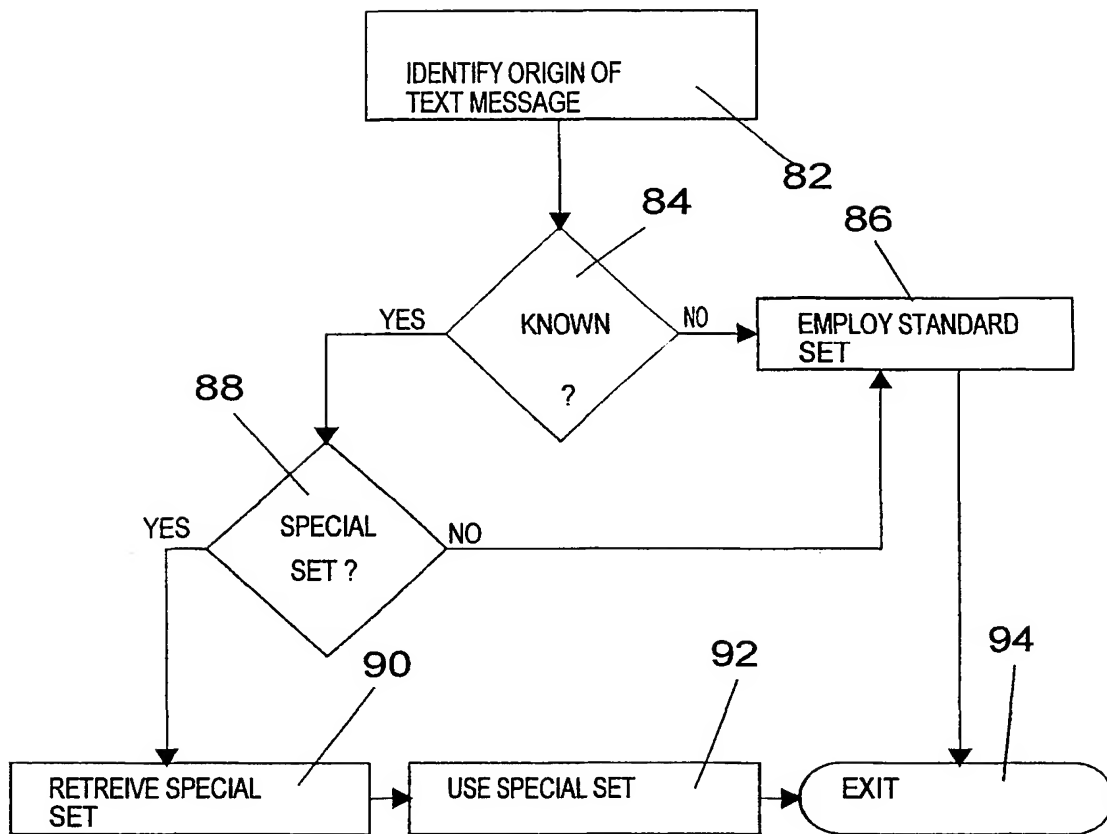 IDENTIFY ORIGIN OF
TEXT MESSAGE
82
84
86
YES
KNOWN
?
NO
EMPLOY STANDARD
SET
88
YES
SPECIAL
SET ?
NO
90
92
94
RETREIVE SPECIAL
SET
USE SPECIAL SET
EXIT